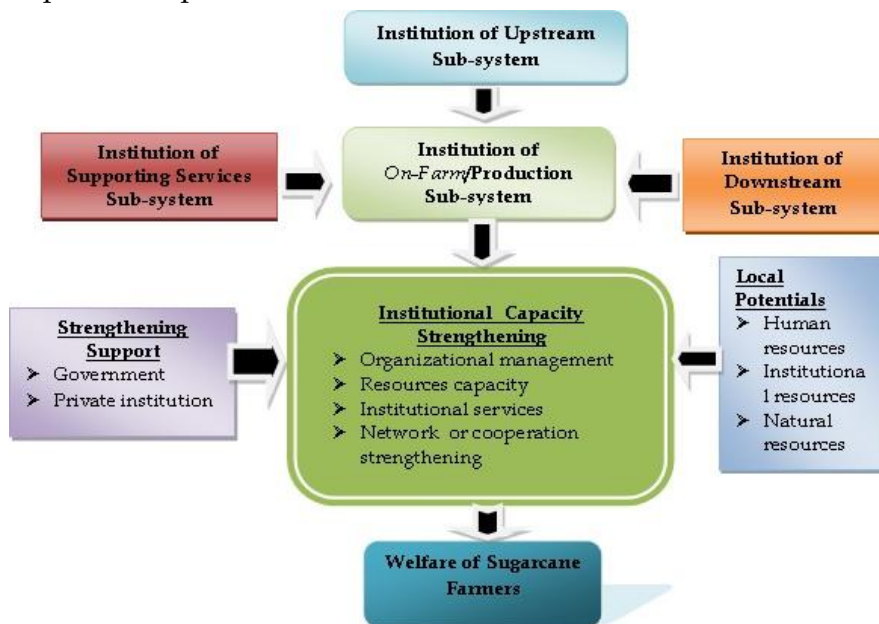 Institution of Upstream
Sub-system
Institution of
Supporting Services
Sub-system
Institution of
On-Farm/Production
Sub-system
Institution of
Downstream
Sub-system
Strengthening
Support
➢ Government
➢ Private institution
Institutional Capacity
Strengthening
➢ Organizational management
➢ Resources capacity
➢ Institutional services
➢ Network or cooperation
strengthening
Local
Potentials
➢ Human
resources
➢ Institutiona
l resources
➢ Natural
resources
Welfare of Sugarcane
Farmers